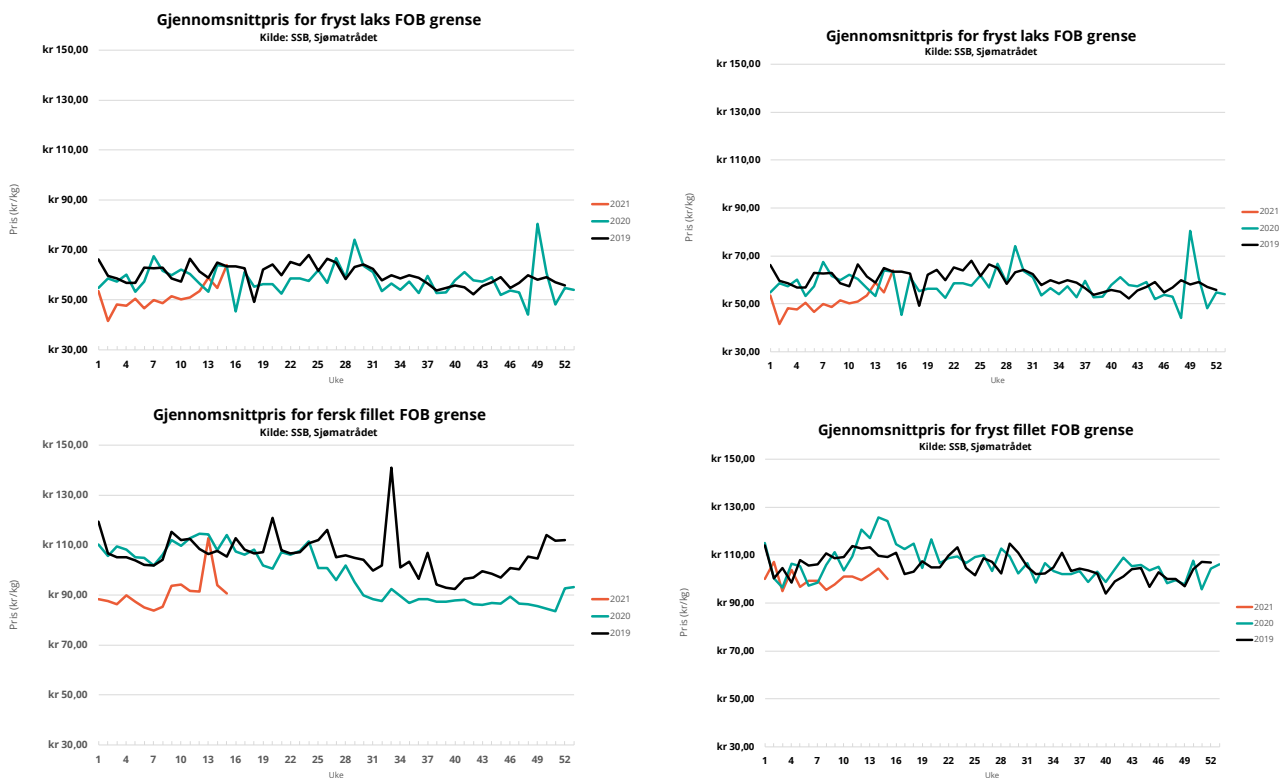 Gjennomsnittpris for fryst laks FOB grense
Kilde: SSB, Sjømatrådet
kr 150,00
kr 130,00
kr 110,00
kr 90,00
kr 70,00
kr 50,00
kr 30,00
Pris (kr/kg)
1 4 7 10 13 16 19 22 25 28 31 34 37 40 43 46 49 52
Uke
2021
2020
2019
Gjennomsnittpris for fryst laks FOB grense
Kilde: SSB, Sjømatrådet
kr 150,00
kr 130,00
kr 110,00
kr 90,00
kr 70,00
kr 50,00
kr 30,00
Pris (kr/kg)
1 4 7 10 13 16 19 22 25 28 31 34 37 40 43 46 49 52
Uke
2021
2020
2019
Gjennomsnittpris for fersk fillet FOB grense
Kilde: SSB, Sjømatrådet
kr 150,00
kr 130,00
kr 110,00
kr 90,00
kr 70,00
kr 50,00
kr 30,00
Pris (kr/kg)
1 4 7 10 13 16 19 22 25 28 31 34 37 40 43 46 49 52
Uke
2021
2020
2019
Gjennomsnittpris for fryst fillet FOB grense
Kilde: SSB, Sjømatrådet
kr 150,00
kr 130,00
kr 110,00
kr 90,00
kr 70,00
kr 50,00
kr 30,00
Pris (kr/kg)
1 4 7 10 13 16 19 22 25 28 31 34 37 40 43 46 49 52
Uke
2021
2020
2019